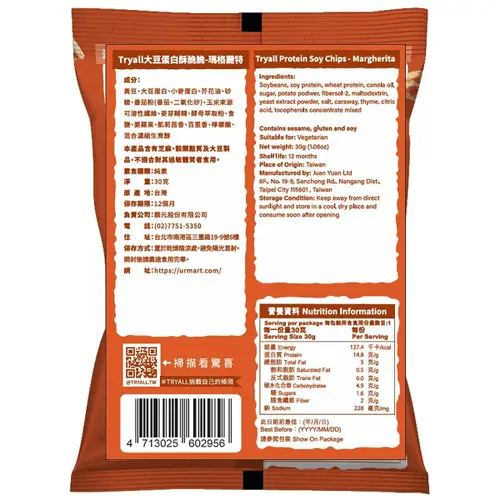 Tryall大豆蛋白酥脆脆-瑪格麗特
成分:
黃豆、大豆蛋白、小麥蛋白、芥花油、砂
糖、番茄粉(番茄、二氧化矽)、玉米來源
可溶性纖維、麥芽糊精、酵母萃取粉、食
鹽、葛縷子、百里香、檸檬酸、
混合濃縮生育醇
本產品含有芝麻、穀類麩質及大豆製
品,不適合對其過敏體質者食用。
素食種類:純素
淨 重:30克
原產地:台灣
保存期限:12個月
負責公司:鐶元股份有限公司
電 話:(02)7751-5350
住 址:台北市南港區三重路19-9號6樓
保存方式:置於乾燥陰涼處,避免陽光直射,
開封後請盡速食用完畢。
網 址:https://urmart.com/
Tryall Protein Soy Chips - Margherita
Ingredients:
Soybeans, soy protein, wheat protein, canola oil,
sugar, potato powder, fibersol-2, maltodextrin,
yeast extract powder, salt, caraway, thyme, citric
acid, tocopherols concentrate mixed
Contains sesame, gluten and soy
Suitable for: Vegetarian
Net weight: 30g (1.06oz)
Shelf life: 12 months
Place of Origin: Taiwan
Manufactured by: Juan Yuan Ltd
6F., No. 19-9, Sanchong Rd., Nangang Dist.,
Taipei City 115601 , Taiwan
Storage Condition: Keep away from direct
sunlight and store in a cool, dry place and
consume soon after opening
←掃描看驚喜
@TRYALL.TW
#TRYALL挑戰自己的極限
4 713025 602956
營養資料 Nutrition Information
Serving per package 每包裝所含食用分量數目:1
每一份量30克
Serving Size 30g
每份
Per Serving
能量 Energy 127.4 千卡/kcal
蛋白質 Protein 14.8 克/g
總脂肪 Total Fat 5 克/g
飽和脂肪 Saturated Fat 0.5 克/g
反式脂肪 Trans Fat 0.0 克/g
碳水化合物 Carbohydrates 4.9 克/g
糖 Sugars 1.6 克/g
膳食纖維 Fiber 2 克/g
鈉 Sodium 228 毫克/mg
此日期前最佳:(年/月/日)
Best Before : (YYYY/MM/DD)
請參閱包裝 Show On Package